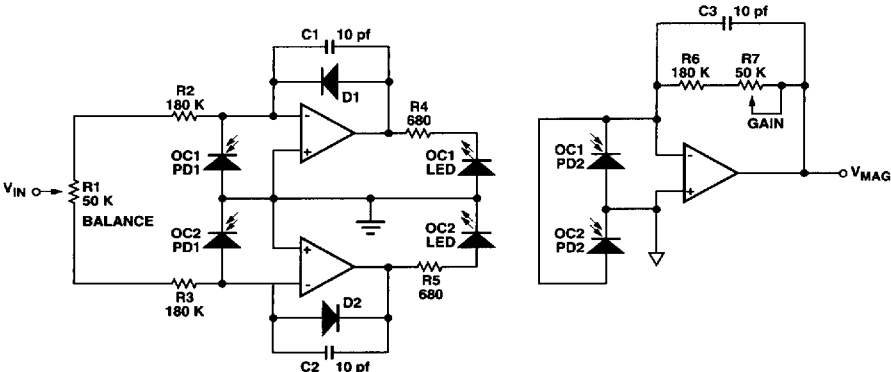 C1 10 pf
D1
R2
180 K
-
+
R4
680
OC1
PD1
OC1
LED
VIN
R1
50 K
BALANCE
OC2
PD1
OC2
LED
+
-
R3
180 K
R5
680
D2
C2 10 pf
C3 10 pf
R6
180 K
R7
50 K
GAIN
OC1
PD2
-
+
VMAG
OC2
PD2